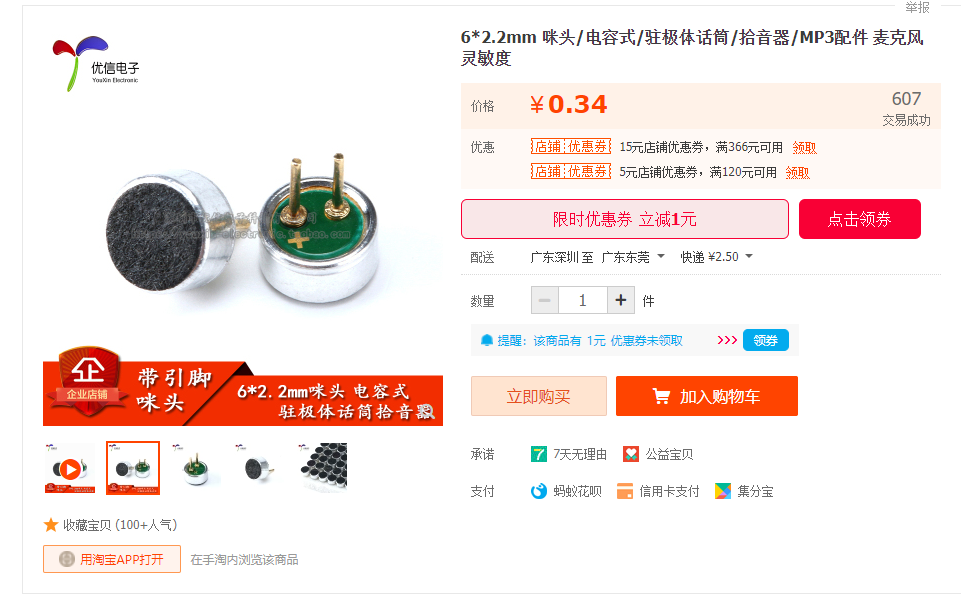 举报
优信电子
YouXin Electronic
6*2.2mm 咪头/电容式/驻极体话筒/拾音器/MP3配件 麦克风
灵敏度
价格 ¥0.34
607
交易成功
优惠 店铺 优惠券 15元店铺优惠券，满366元可用 领取
店铺 优惠券 5元店铺优惠券，满120元可用 领取
限时优惠券 立减1元
点击领券
配送 广东深圳 至 广东东莞 快递 ¥2.50
数量 1 件
提醒：该商品有 1元 优惠券未领取 >>> 领券
立即购买
加入购物车
承诺 7 7天无理由 公益宝贝
支付 蚂蚁花呗 信用卡支付 集分宝
企
企业店铺
带引脚
咪头
6*2.2mm咪头 电容式
驻极体话筒拾音器
收藏宝贝 (100+人气)
用淘宝APP打开 在手淘内浏览该商品